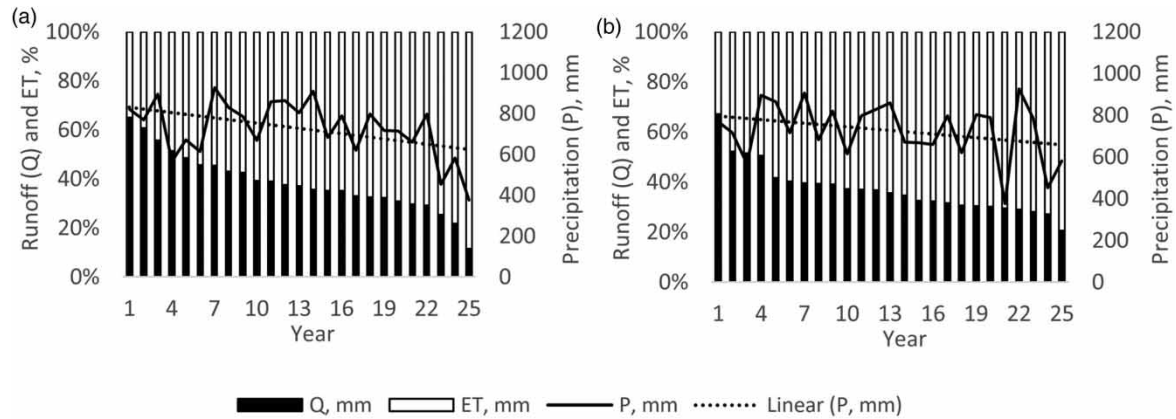 (a)
Runoff (Q) and ET, %
100%
80%
60%
40%
20%
0%
1200
1000
800
600
400
200
0
Precipitation (P), mm
1 4 7 10 13 16 19 22 25
Year
(b)
Runoff (Q) and ET, %
100%
80%
60%
40%
20%
0%
1200
1000
800
600
400
200
0
Precipitation (P), mm
1 4 7 10 13 16 19 22 25
Year
Q, mm ET, mm P, mm Linear (P, mm)